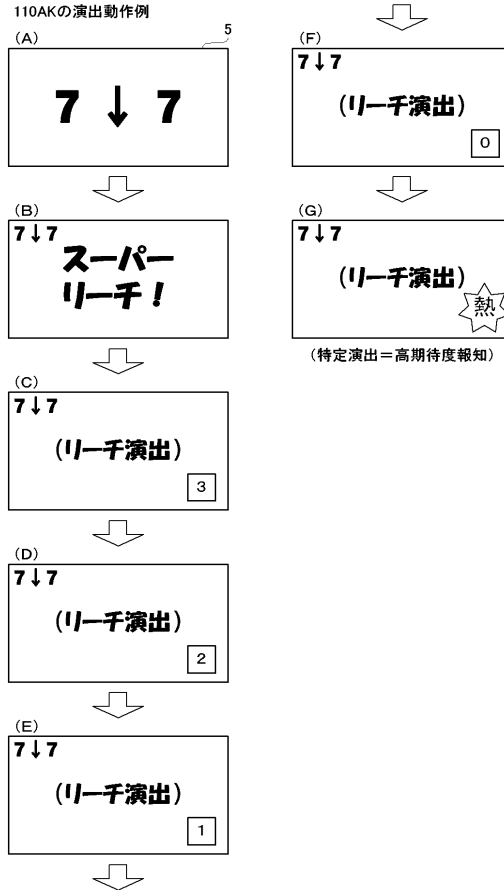 110AKの演出動作例
(A)
5
7↓7
(B)
7↓7
スーパー
リーチ！
(C)
7↓7
(リーチ演出)
3
(D)
7↓7
(リーチ演出)
2
(E)
7↓7
(リーチ演出)
1
(F)
7↓7
(リーチ演出)
0
(G)
7↓7
(リーチ演出)
熱
(特定演出＝高期待度報知)